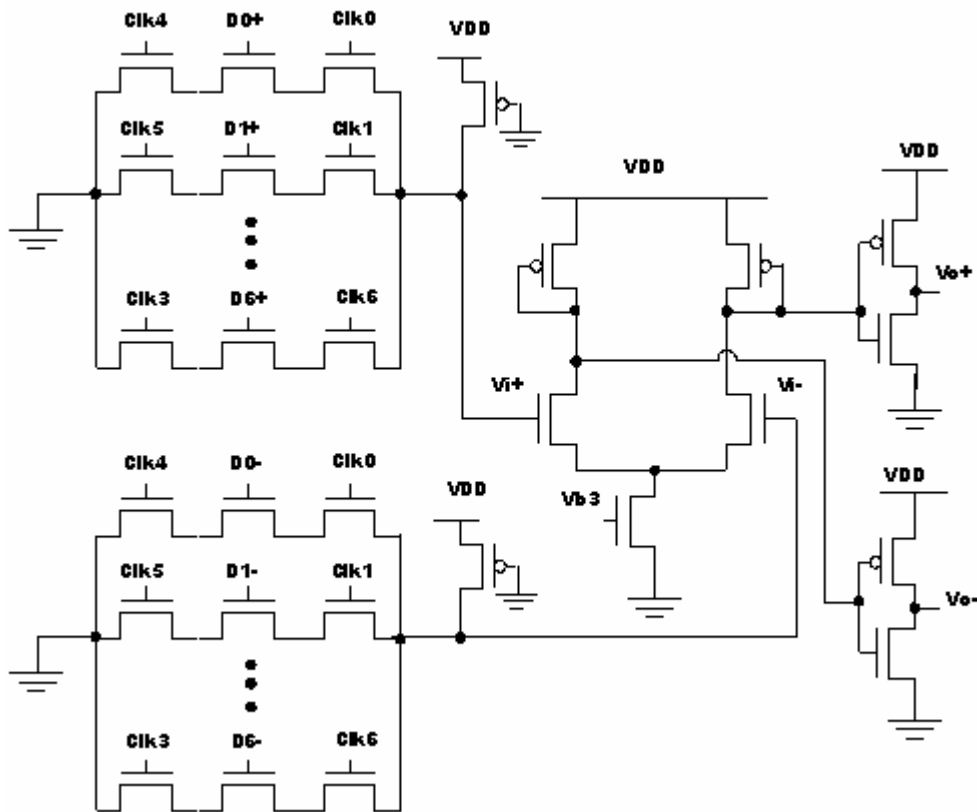 Clk4 D0+ Clk0
VDD
Clk5 D1+ Clk1
VDD
VDD
Clk3 D6+ Clk6
Vo+
Vi+ Vi-
Clk4 D0- Clk0
VDD
VDD
Vb3
Clk5 D1- Clk1
Vo-
Clk3 D6- Clk6